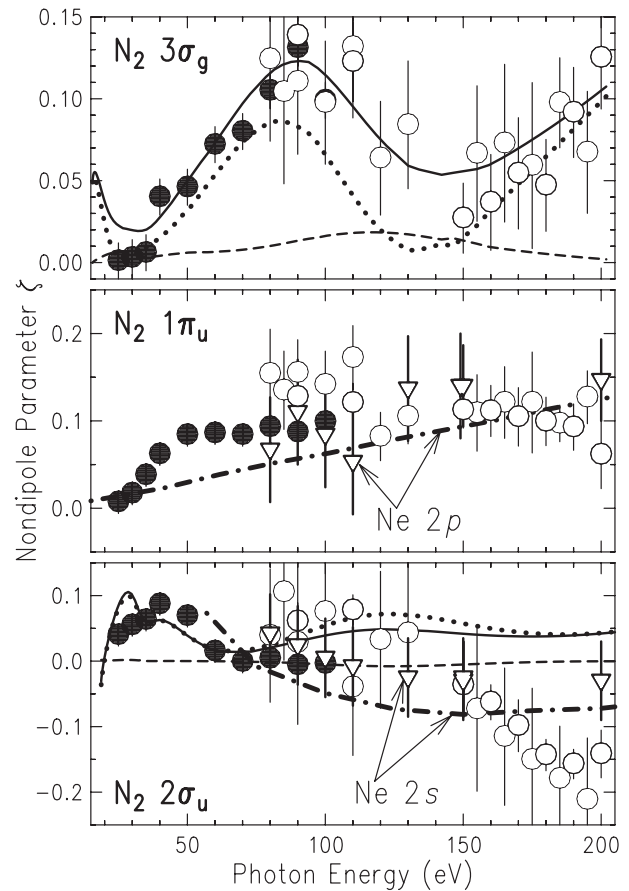 N₂ 3σg
0.15
0.10
0.05
0.00
Nondipole Parameter ζ
N₂ 1πu
0.2
0.1
0.0
Ne 2p
0.1
0.0
−0.1
−0.2
N₂ 2σu
Ne 2s
50 100 150 200
Photon Energy (eV)